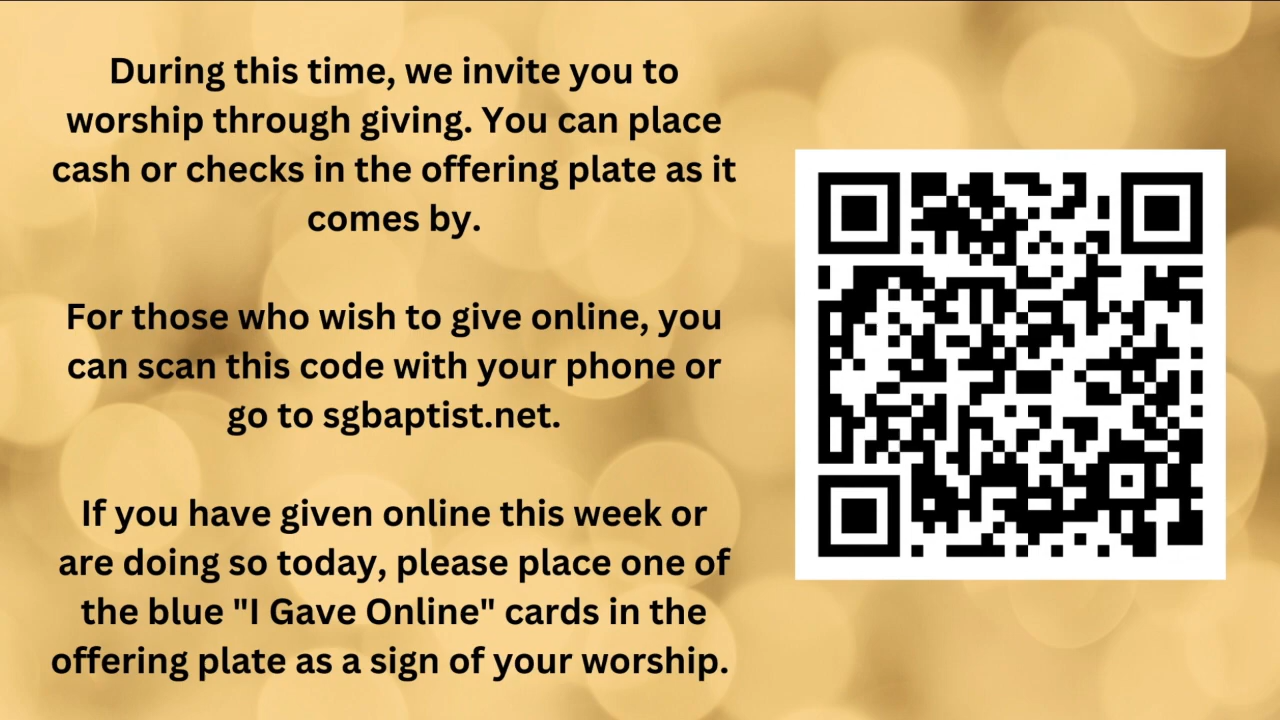 During this time, we invite you to
worship through giving. You can place
cash or checks in the offering plate as it
comes by.
For those who wish to give online, you
can scan this code with your phone or
go to sgbaptist.net.
If you have given online this week or
are doing so today, please place one of
the blue "I Gave Online" cards in the
offering plate as a sign of your worship.